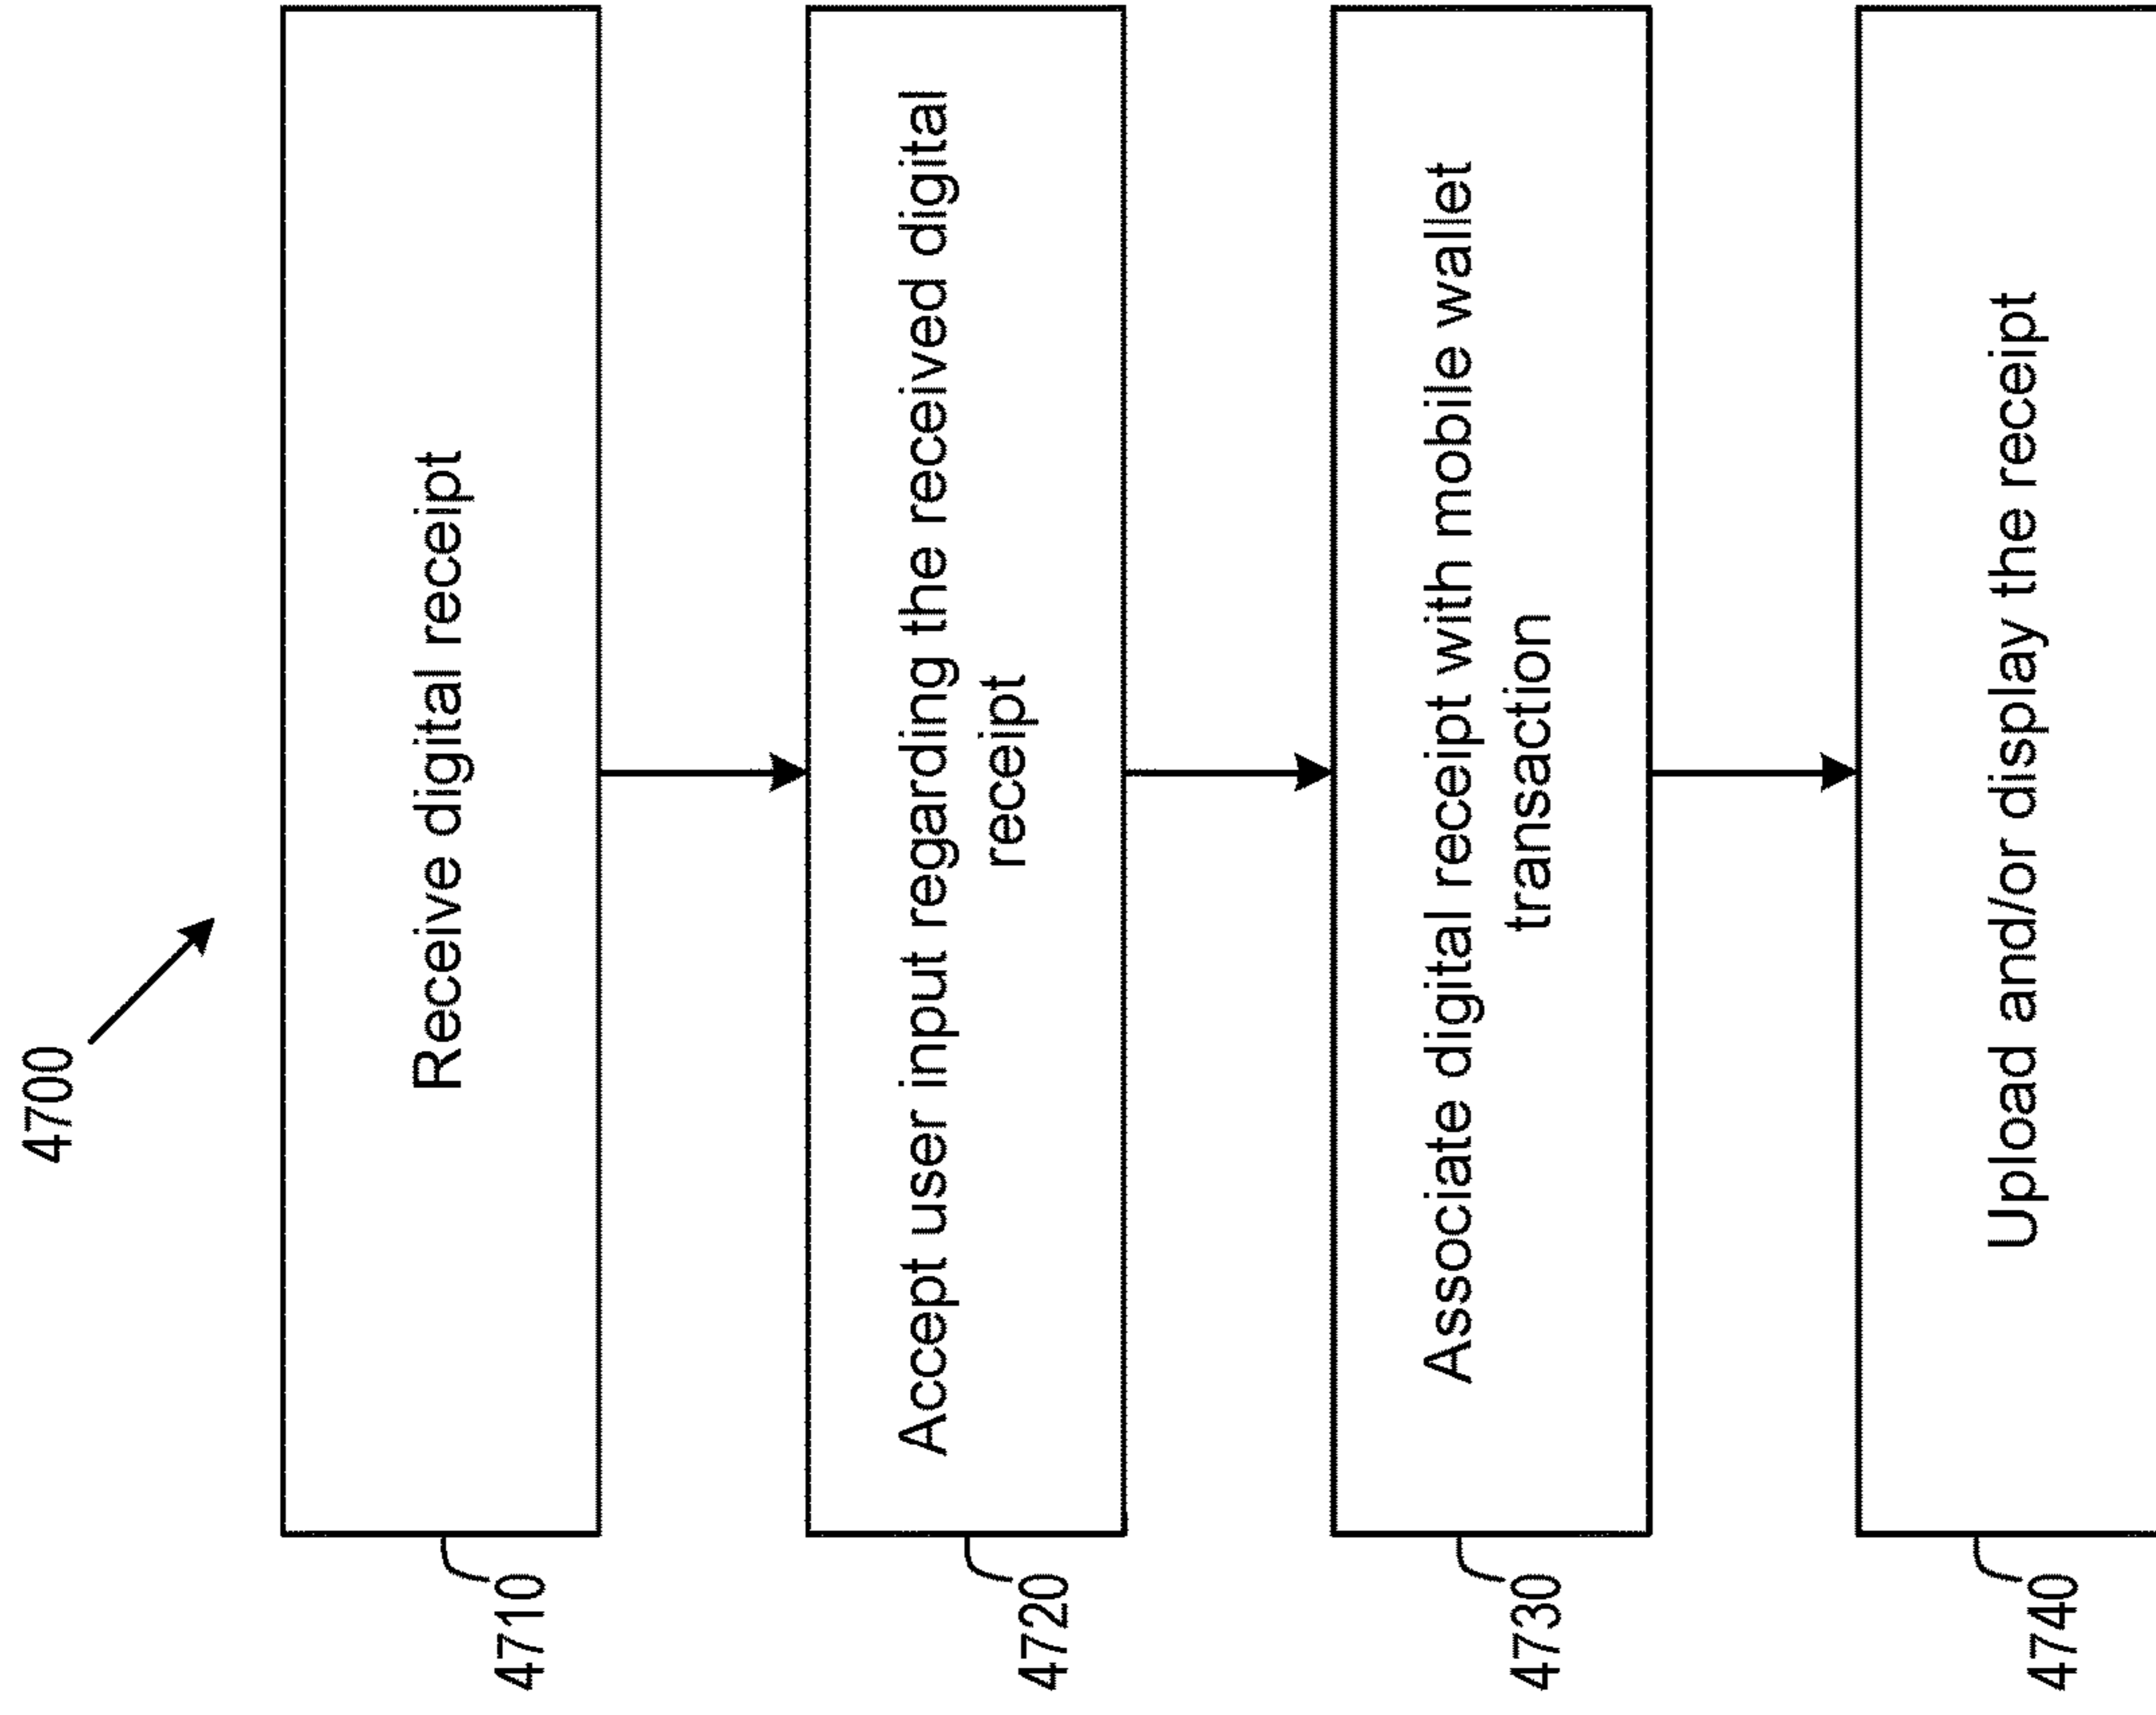 4700
Receive digital receipt
4710
Accept user input regarding the received digital
receipt
4720
Associate digital receipt with mobile wallet
transaction
4730
Upload and/or display the receipt
4740